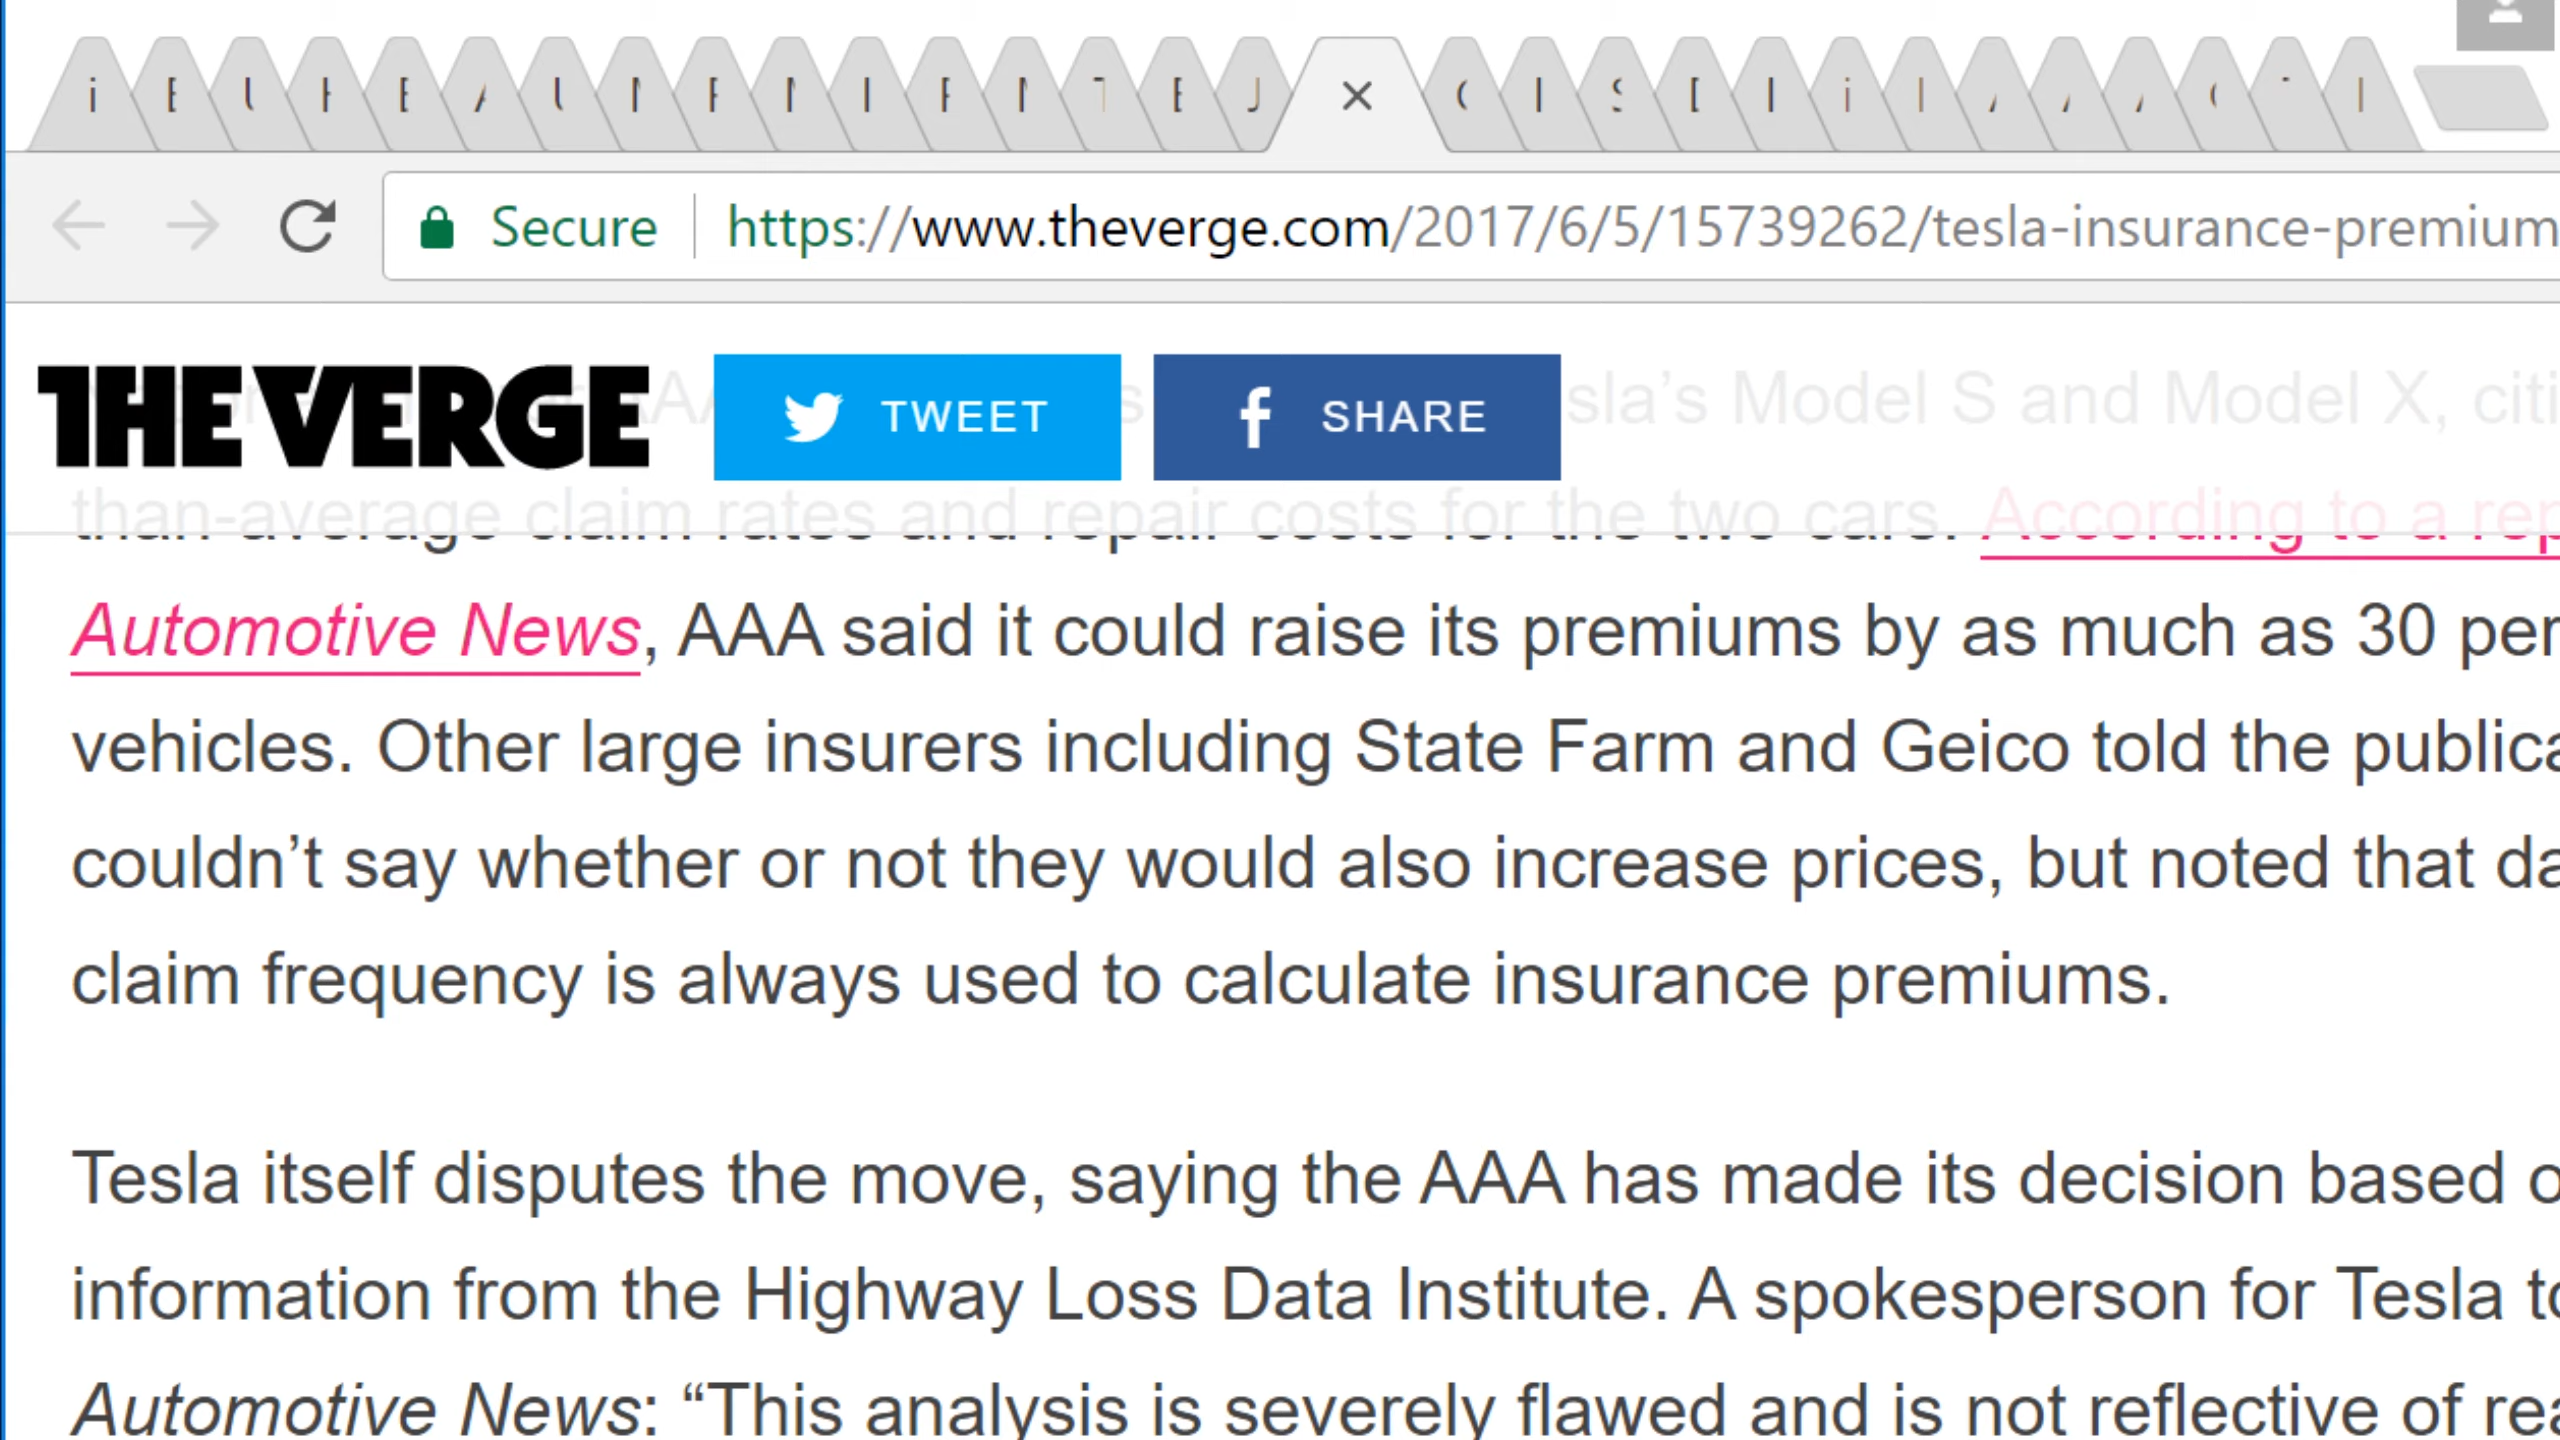 Secure https://www.theverge.com/2017/6/5/15739262/tesla-insurance-premium
THE VERGE TWEET f SHARE sla’s Model S and Model X, citi
than-average claim rates and repair costs for the two cars. According to a rep
Automotive News, AAA said it could raise its premiums by as much as 30 per
vehicles. Other large insurers including State Farm and Geico told the publica
couldn’t say whether or not they would also increase prices, but noted that da
claim frequency is always used to calculate insurance premiums.
Tesla itself disputes the move, saying the AAA has made its decision based o
information from the Highway Loss Data Institute. A spokesperson for Tesla to
Automotive News: “This analysis is severely flawed and is not reflective of rea